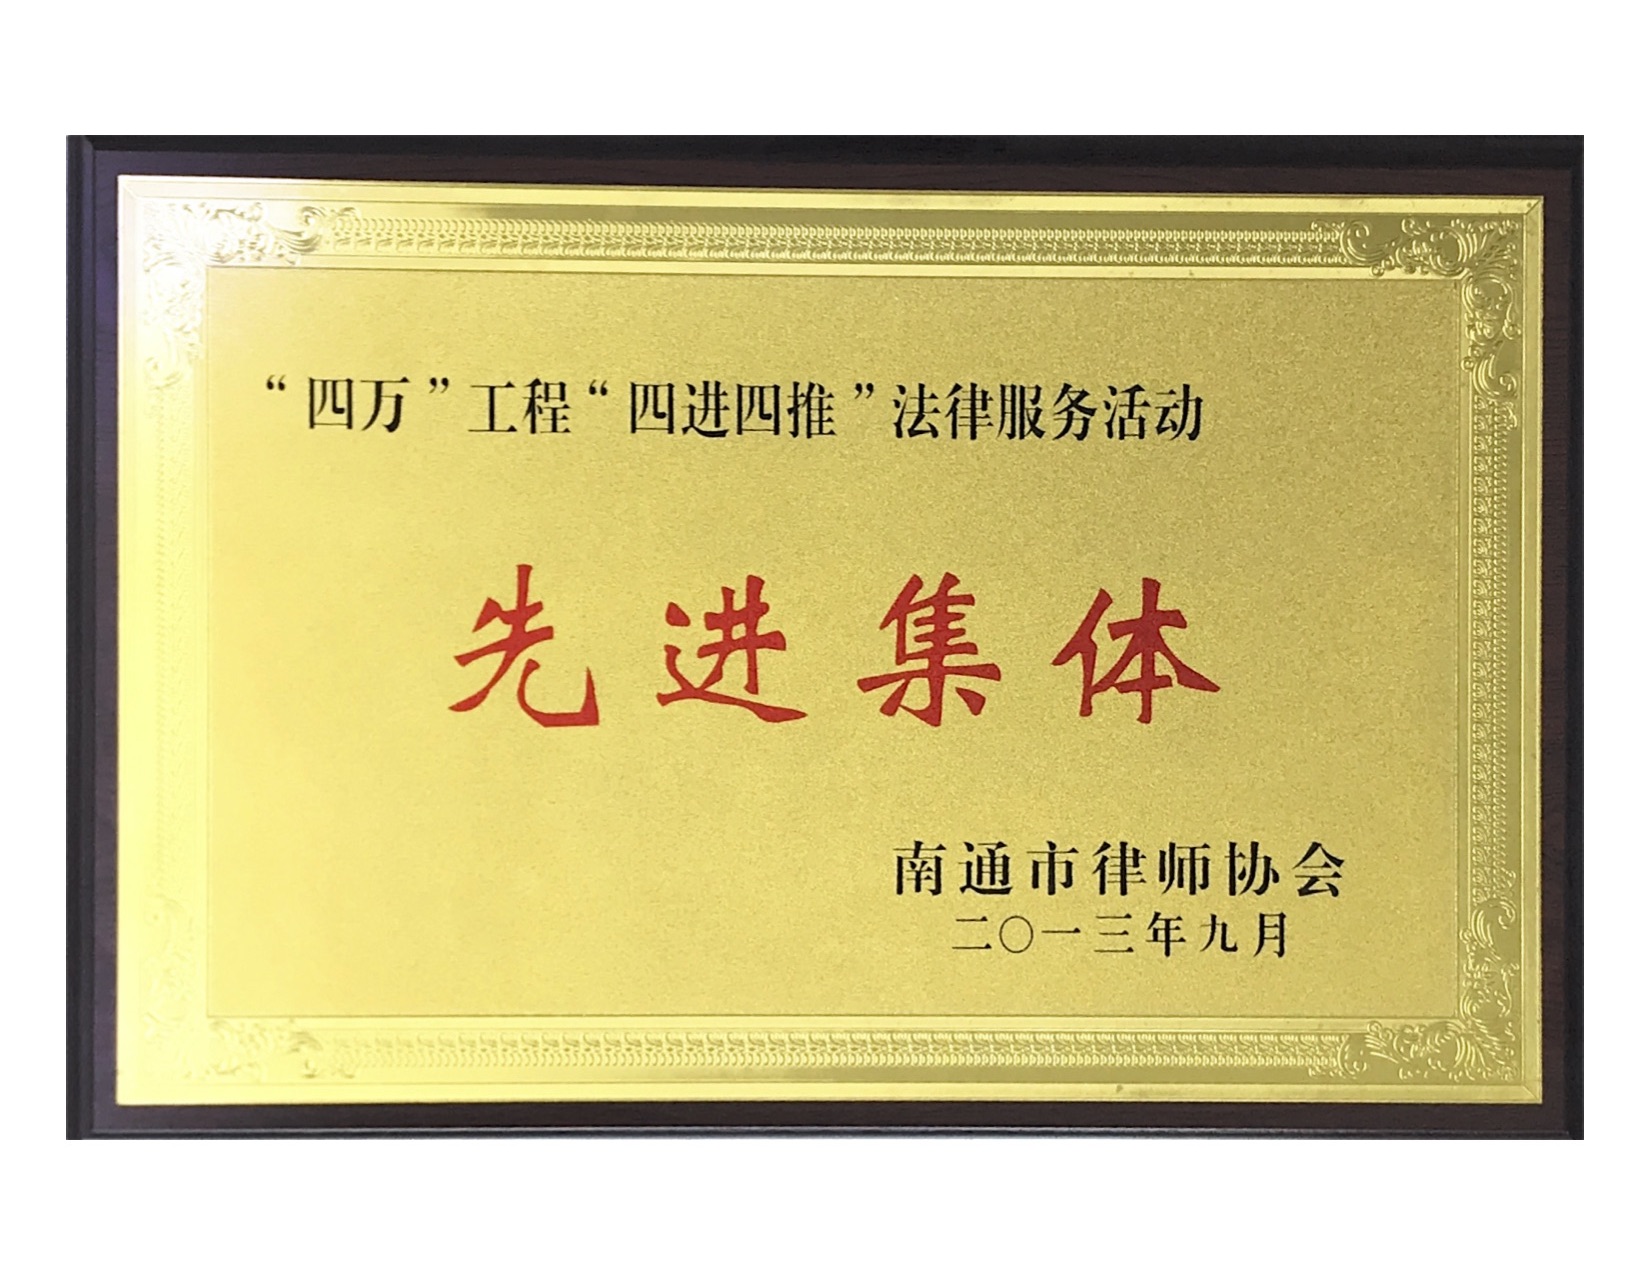 “四万”工程“四进四推”法律服务活动
先进集体
南通市律师协会
二〇一三年九月